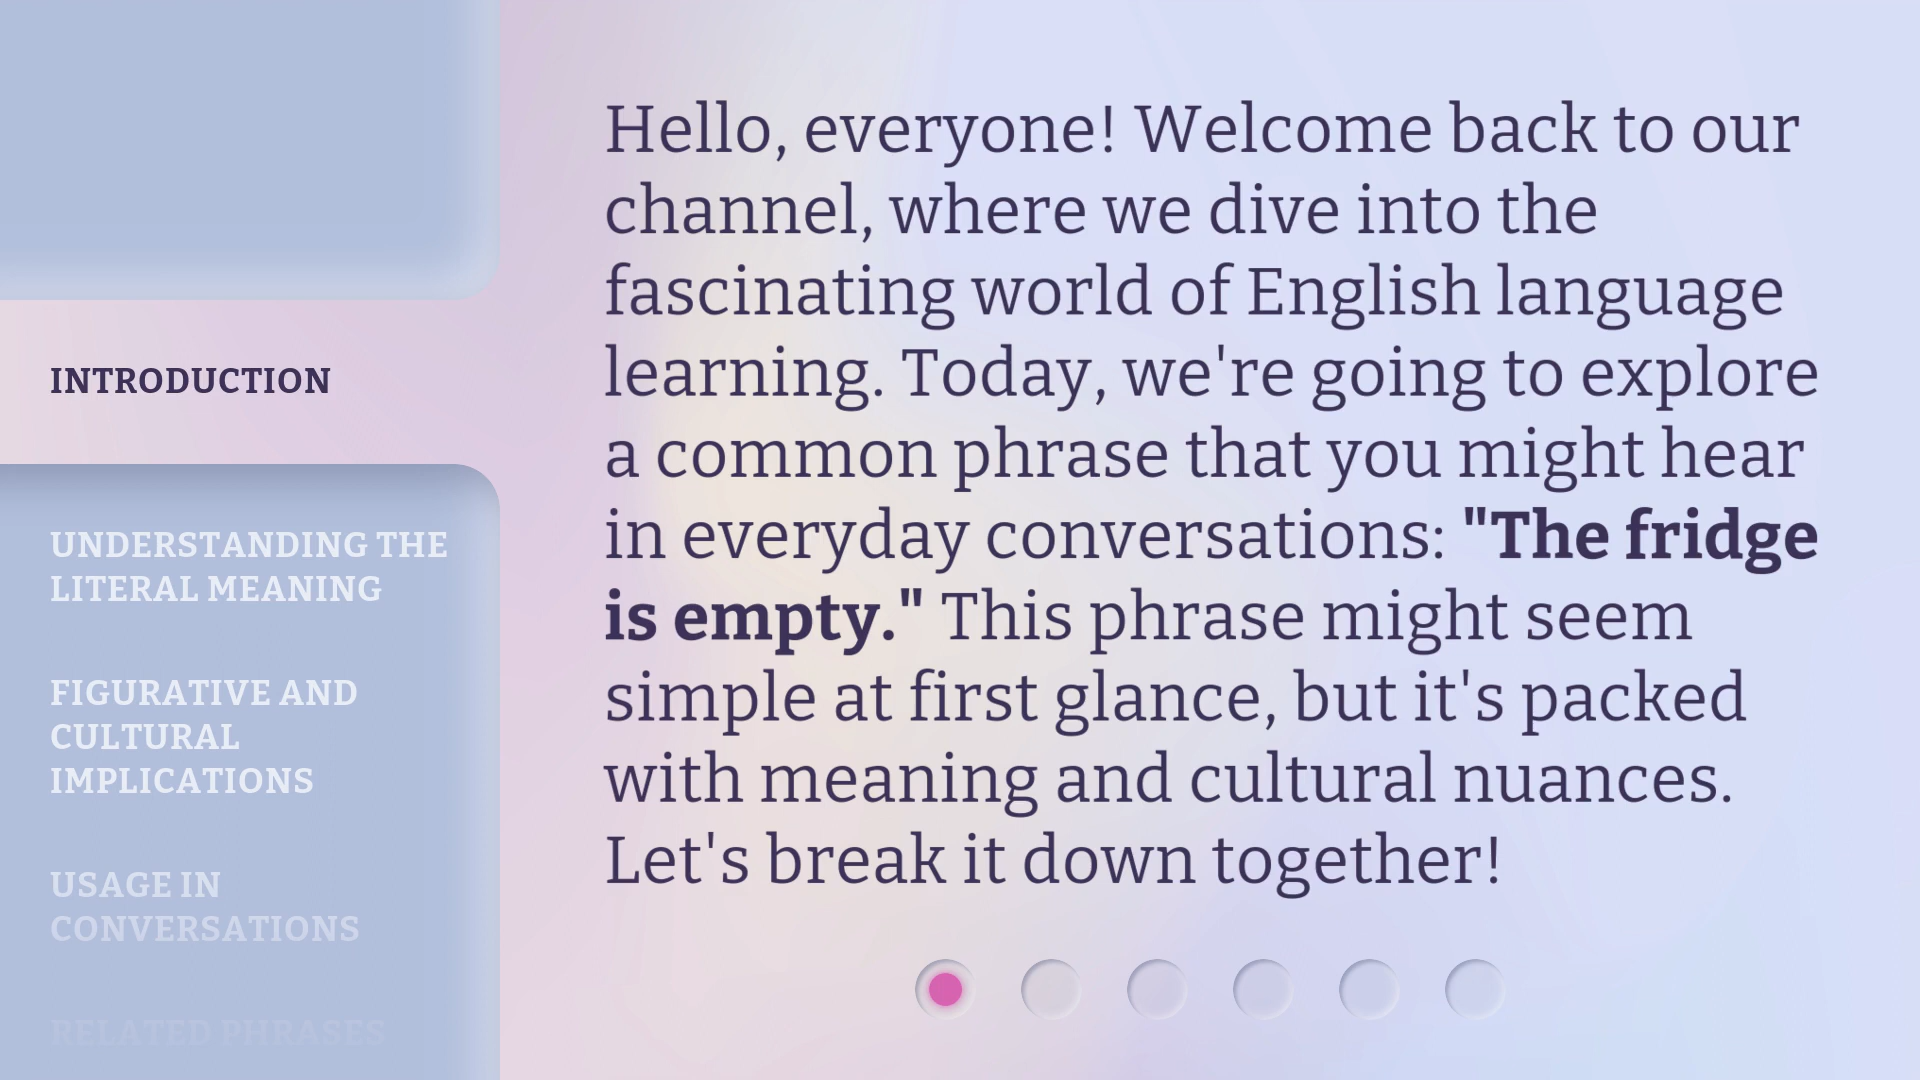 INTRODUCTION
UNDERSTANDING THE
LITERAL MEANING
FIGURATIVE AND
CULTURAL
IMPLICATIONS
USAGE IN
CONVERSATIONS
RELATED PHRASES
Hello, everyone! Welcome back to our
channel, where we dive into the
fascinating world of English language
learning. Today, we're going to explore
a common phrase that you might hear
in everyday conversations: "The fridge
is empty." This phrase might seem
simple at first glance, but it's packed
with meaning and cultural nuances.
Let's break it down together!